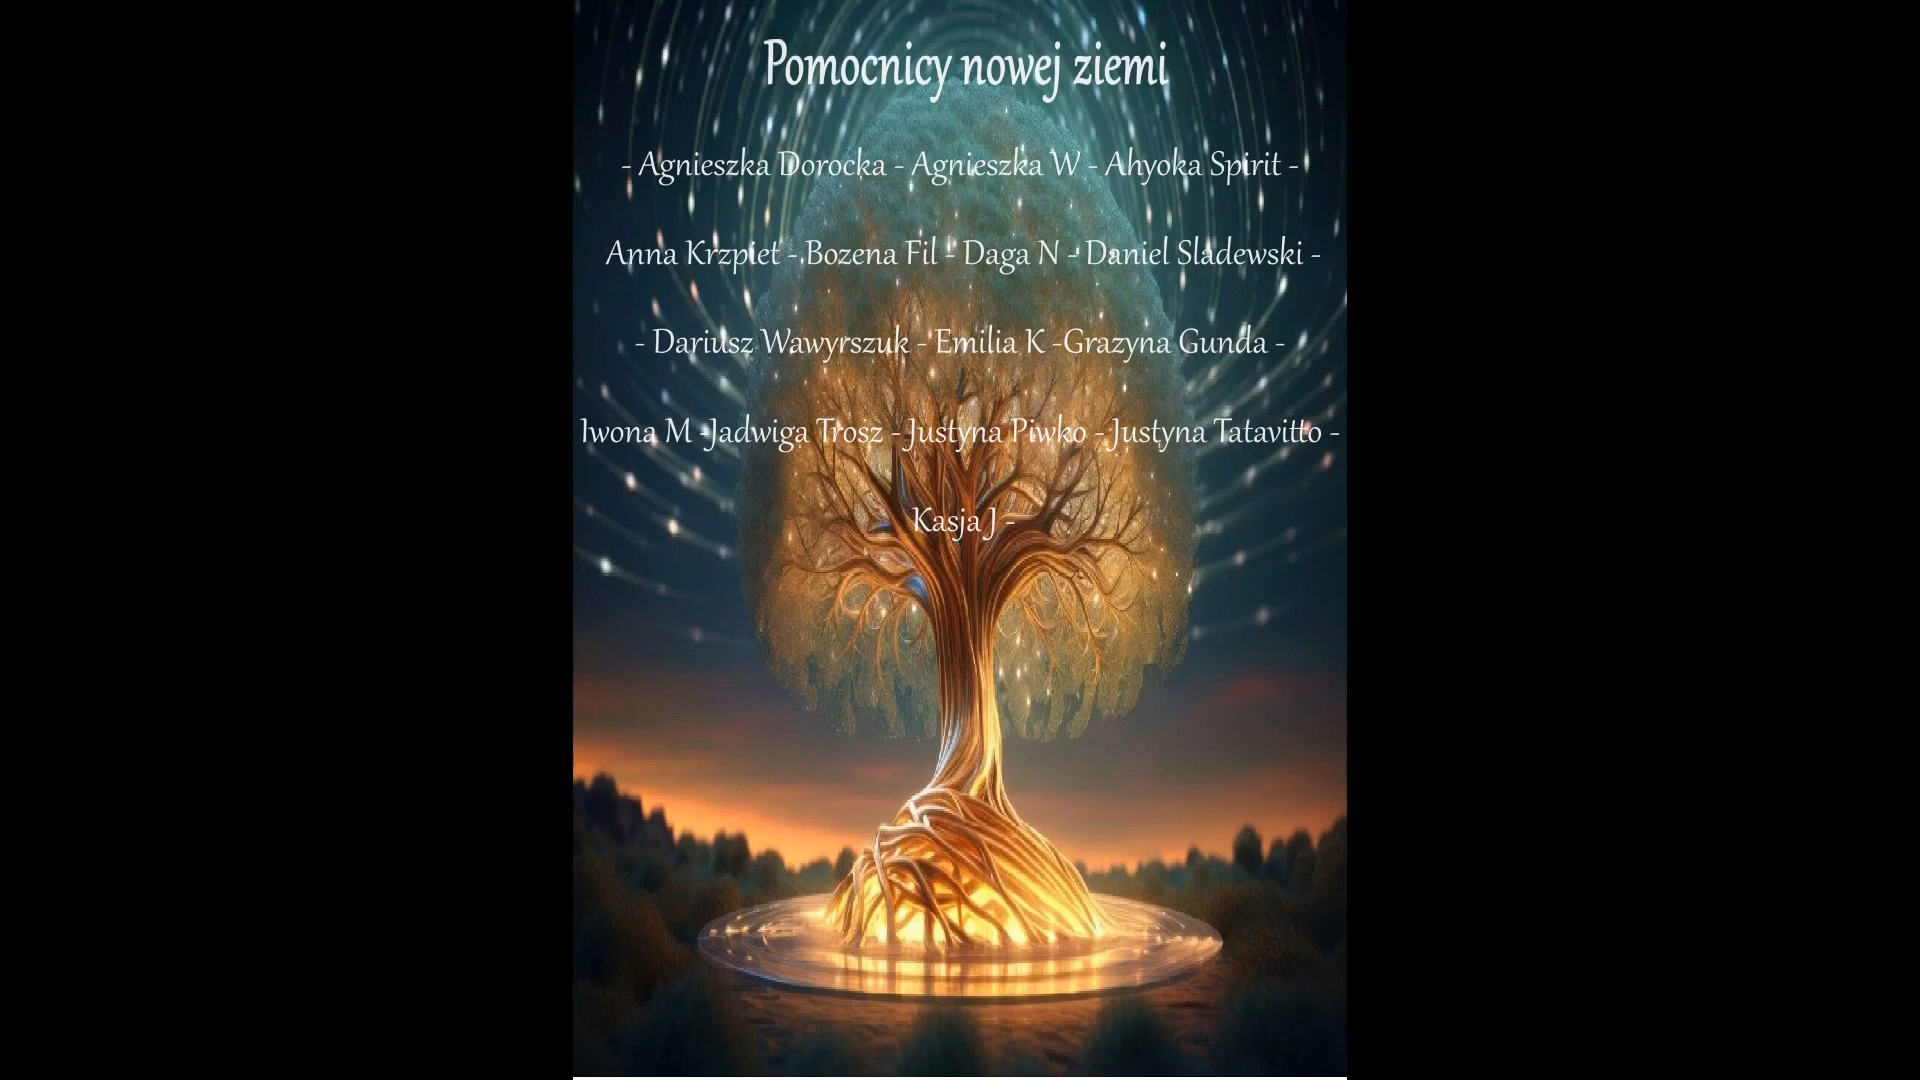 Pomocnicy nowej ziemi
- Agnieszka Dorocka - Agnieszka W - Ahyoka Spirit -
Anna Krzpiet - Bozena Fil - Daga N - Daniel Sladewski -
- Dariusz Wawyrszuk - Emilia K -Grazyna Gunda -
Iwona M -Jadwiga Trosz - Justyna Piwko - Justyna Tatavitto -
Kasja J -